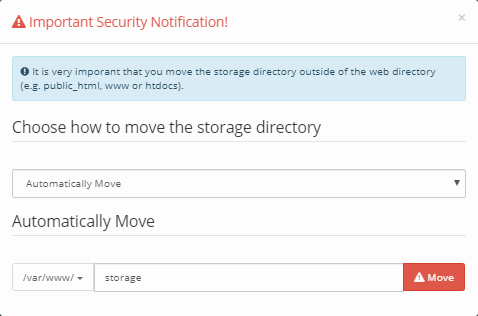 Important Security Notification!
×
It is very imporant that you move the storage directory outside of the web directory
(e.g. public_html, www or htdocs).
Choose how to move the storage directory
Automatically Move
Automatically Move
/var/www/ storage Move